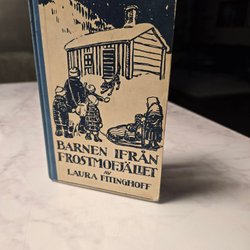 BARNEN IFRÅN
FROSTMOFJÄLLET
AV
LAURA FITINGHOFF